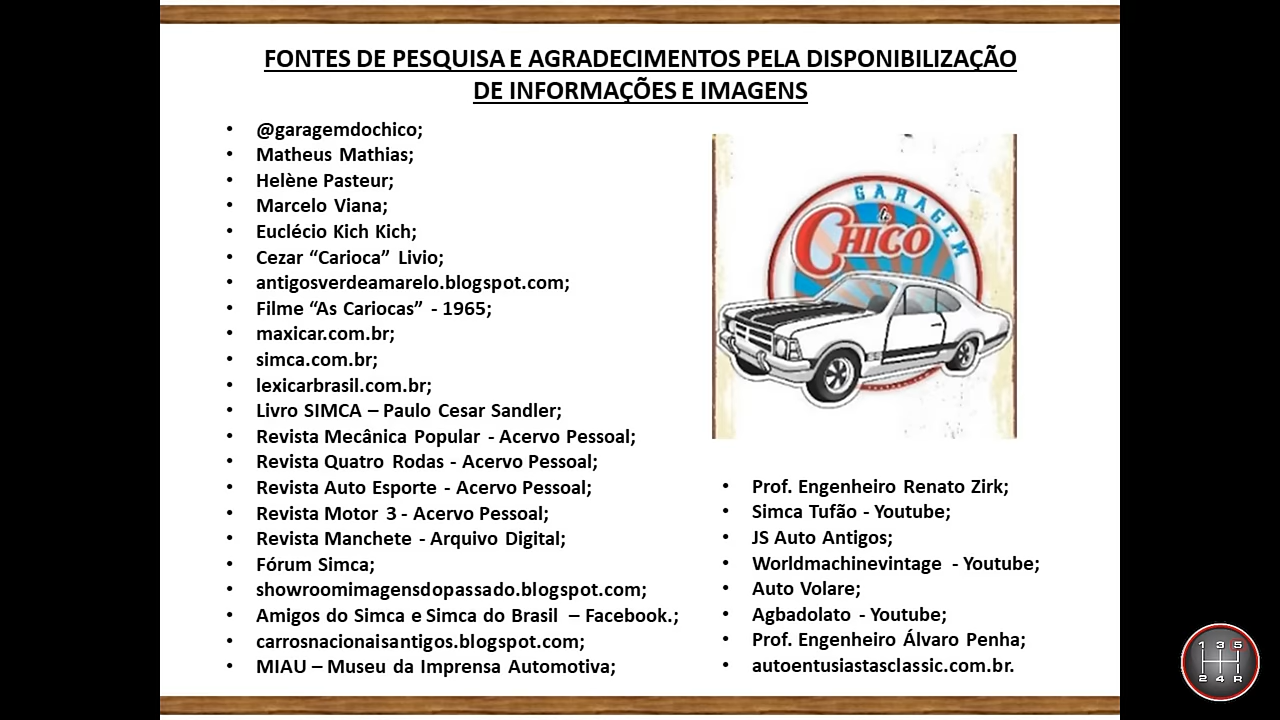 FONTES DE PESQUISA E AGRADECIMENTOS PELA DISPONIBILIZAÇÃO
DE INFORMAÇÕES E IMAGENS
• @garagemdochico;
• Matheus Mathias;
• Helène Pasteur;
• Marcelo Viana;
• Euclécio Kich Kich;
• Cezar “Carioca” Livio;
• antigosverdeamarelo.blogspot.com;
• Filme “As Cariocas” - 1965;
• maxicar.com.br;
• simca.com.br;
• lexicarbrasil.com.br;
• Livro SIMCA – Paulo Cesar Sandler;
• Revista Mecânica Popular - Acervo Pessoal;
• Revista Quatro Rodas - Acervo Pessoal;
• Revista Auto Esporte - Acervo Pessoal;
• Revista Motor 3 - Acervo Pessoal;
• Revista Manchete - Arquivo Digital;
• Fórum Simca;
• showroomimagensdopassado.blogspot.com;
• Amigos do Simca e Simca do Brasil – Facebook.;
• carrosnacionaisantigos.blogspot.com;
• MIAU – Museu da Imprensa Automotiva;
GARAGEM
CHICO
• Prof. Engenheiro Renato Zirk;
• Simca Tufão - Youtube;
• JS Auto Antigos;
• Worldmachinevintage - Youtube;
• Auto Volare;
• Agbadolato - Youtube;
• Prof. Engenheiro Álvaro Penha;
• autoentusiastasclassic.com.br.
1 3 5
2 4 R